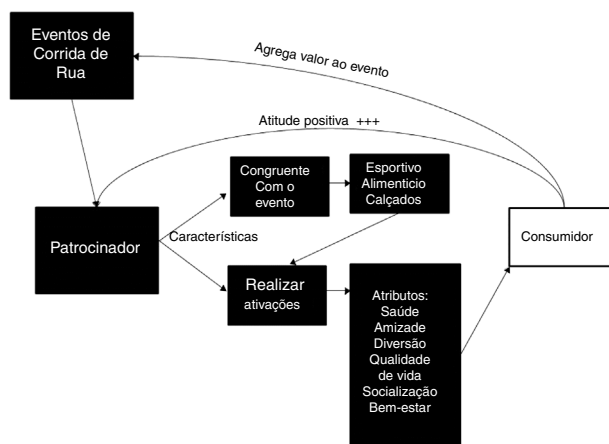 Eventos de
Corrida de
Rua
Agrega valor ao evento
Atitude positiva +++
Congruente
Com o
evento
Esportivo
Alimenticio
Calçados
Patrocinador
Características
Consumidor
Realizar
ativações
Atributos:
Saúde
Amizade
Diversão
Qualidade
de vida
Socialização
Bem-estar